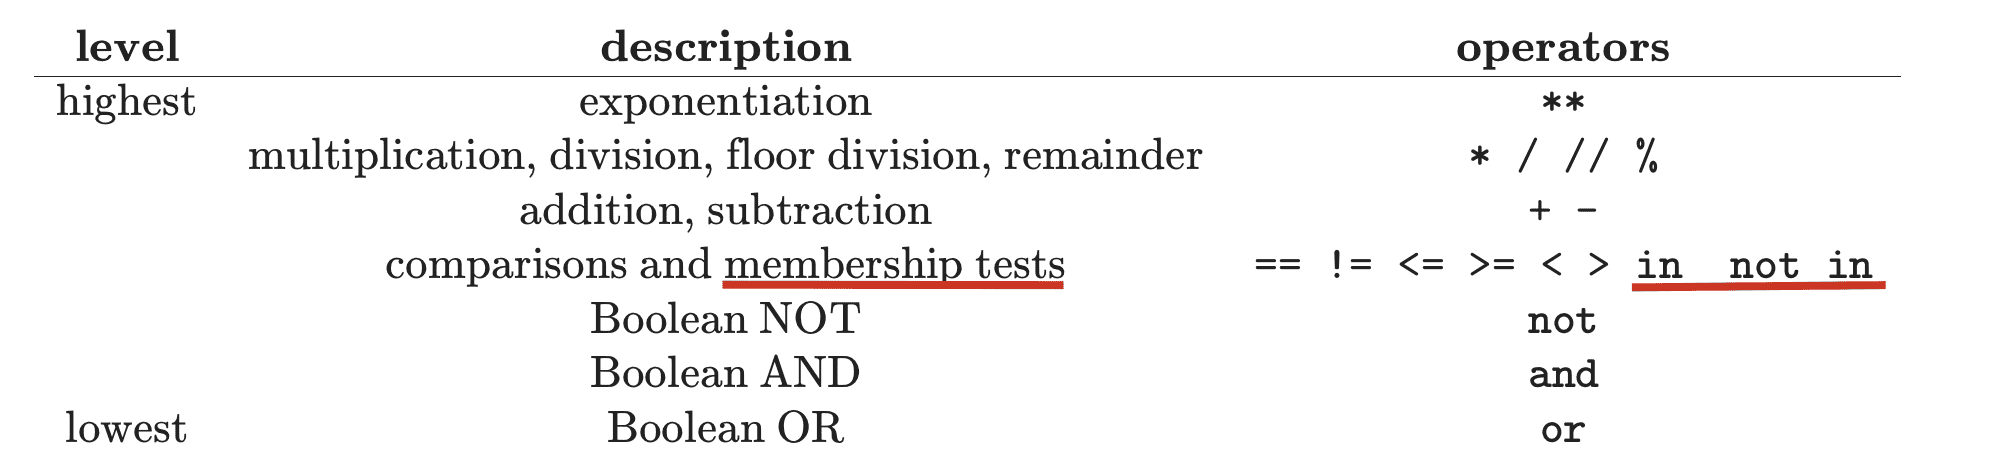 level description operators
highest exponentiation **
multiplication, division, floor division, remainder * / // %
addition, subtraction + -
comparisons and membership tests == != <= >= < > in not in
Boolean NOT not
Boolean AND and
lowest Boolean OR or